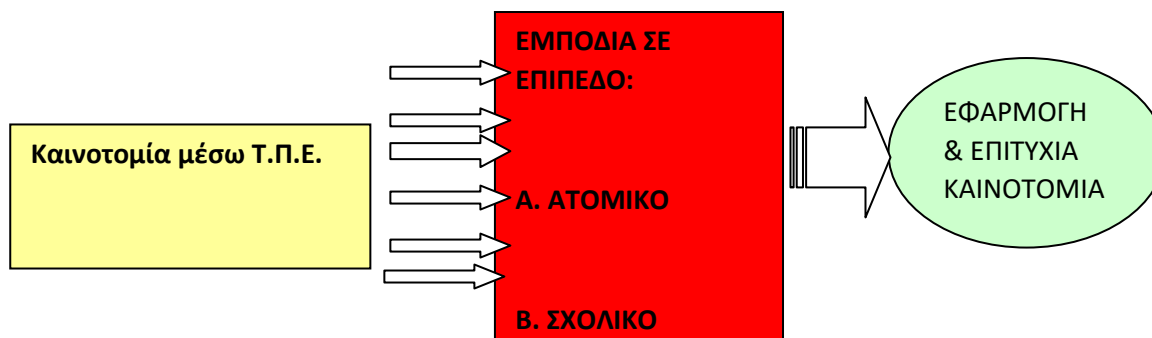 Καινοτομία μέσω Τ.Π.Ε.
ΕΜΠΟΔΙΑ ΣΕ
ΕΠΙΠΕΔΟ:
Α. ΑΤΟΜΙΚΟ
Β. ΣΧΟΛΙΚΟ
ΕΦΑΡΜΟΓΗ
& ΕΠΙΤΥΧΙΑ
ΚΑΙΝΟΤΟΜΙΑ